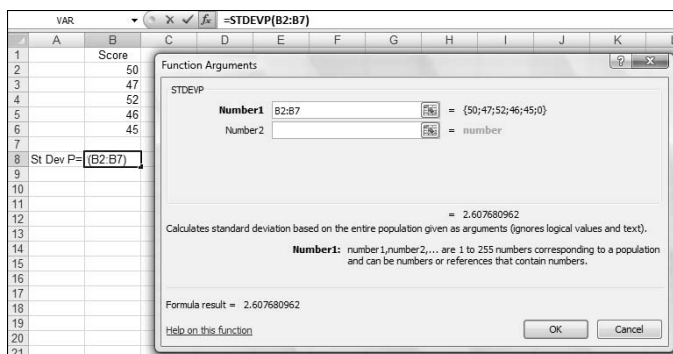 VAR =STDEVP(B2:B7)
A B C D E F G H I J K
1 Score
2 50
3 47
4 52
5 46
6 45
7
8 St Dev P= (B2:B7)
9
10
11
12
13
14
15
16
17
18
19
20
21
Function Arguments
STDEVP
Number1 B2:B7 = {50;47;52;46;45;0}
Number2 = number
= 2.607680962
Calculates standard deviation based on the entire population given as arguments (ignores logical values and text).
Number1: number1,number2,... are 1 to 255 numbers corresponding to a population
and can be numbers or references that contain numbers.
Formula result = 2.607680962
Help on this function OK Cancel